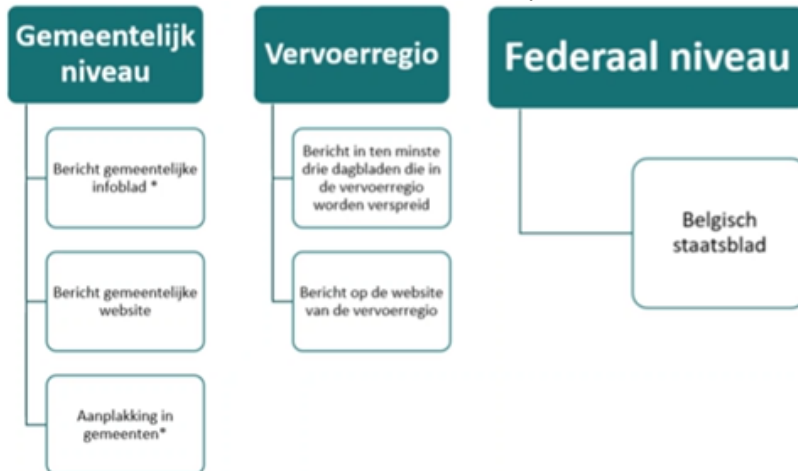 Gemeentelijk
niveau
Bericht gemeentelijke
infoblad *
Bericht gemeentelijke
website
Aanplakking in
gemeenten*
Vervoerregio
Bericht in ten minste
drie dagbladen die in
de vervoerregio
worden verspreid
Bericht op de website
van de vervoerregio
Federaal niveau
Belgisch
staatsblad